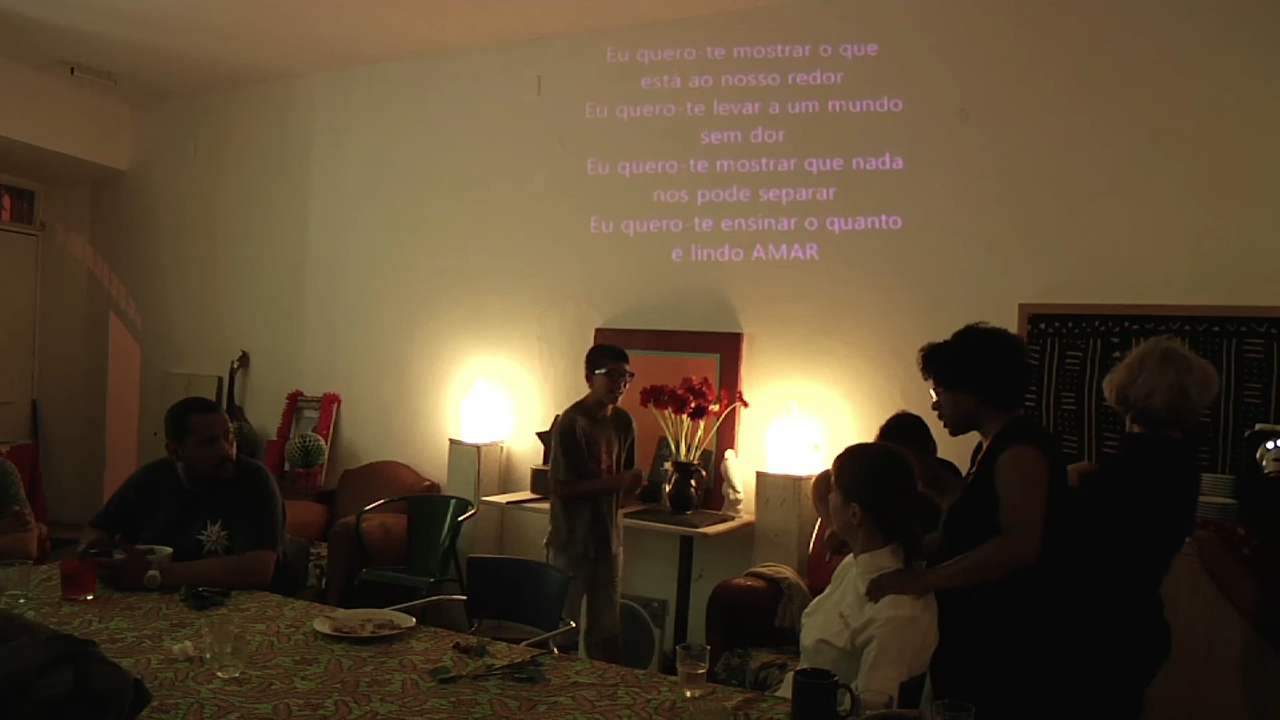 Eu quero-te mostrar o que
está ao nosso redor
Eu quero-te levar a um mundo
sem dor
Eu quero-te mostrar que nada
nos pode separar
Eu quero-te ensinar o quanto
é lindo AMAR